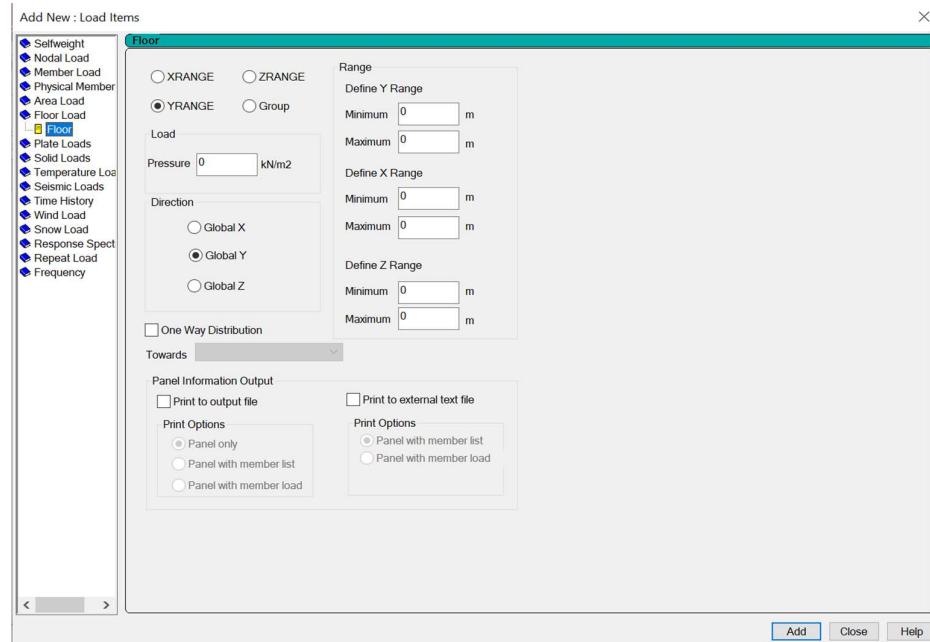 Add New : Load Items
Selfweight
Nodal Load
Member Load
Physical Member
Area Load
Floor Load
Floor
Plate Loads
Solid Loads
Temperature Loa
Seismic Loads
Time History
Wind Load
Snow Load
Response Spect
Repeat Load
Frequency
Floor
XRANGE ZRANGE
YRANGE Group
Load
Pressure 0 kN/m2
Direction
Global X
Global Y
Global Z
One Way Distribution
Towards
Range
Define Y Range
Minimum 0 m
Maximum 0 m
Define X Range
Minimum 0 m
Maximum 0 m
Define Z Range
Minimum 0 m
Maximum 0 m
Panel Information Output
Print to output file
Print Options
Panel only
Panel with member list
Panel with member load
Print to external text file
Print Options
Panel with member list
Panel with member load
Add Close Help